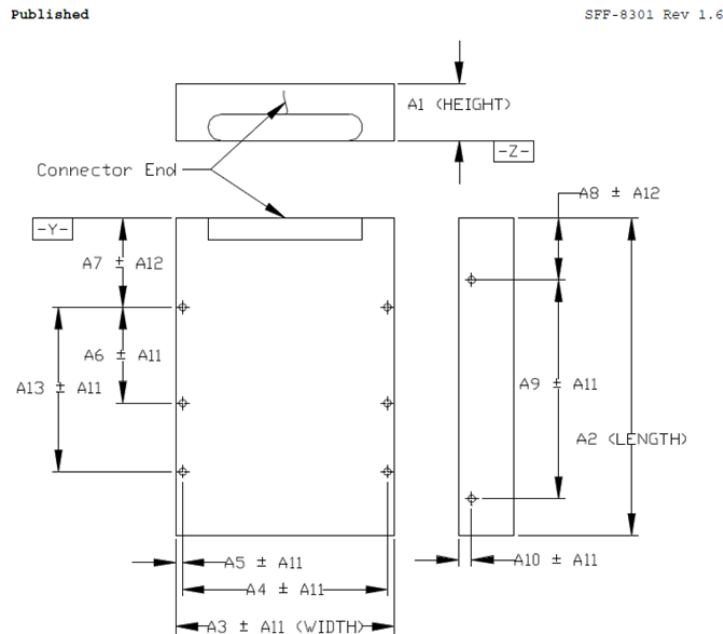 Published SFF-8301 Rev 1.6
A1 (HEIGHT)
-Z-
Connector End
A8 ± A12
-Y-
A7 ± A12
A6 ± A11
A13 ± A11
A9 ± A11
A2 (LENGTH)
A5 ± A11
A10 ± A11
A4 ± A11
A3 ± A11 (WIDTH)